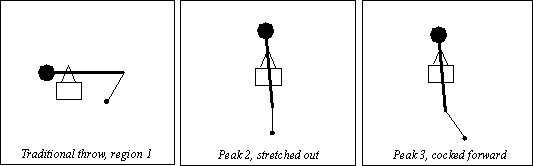 Traditional throw, region 1
Peak 2, stretched out
Peak 3, cocked forward